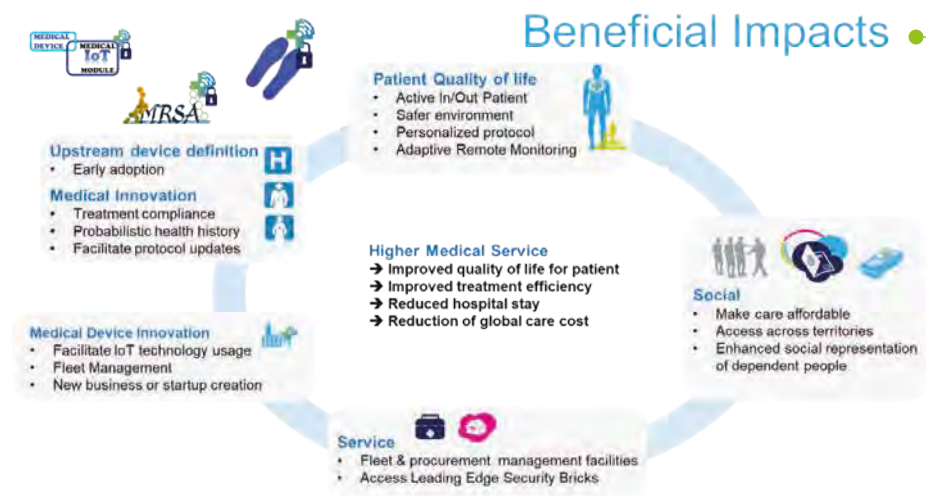 Beneficial Impacts
MEDICAL
DEVICE
MEDICAL
IoT
MODULE
MRSA
Patient Quality of life
• Active In/Out Patient
• Safer environment
• Personalized protocol
• Adaptive Remote Monitoring
Upstream device definition
• Early adoption
H
Medical Innovation
• Treatment compliance
• Probabilistic health history
• Facilitate protocol updates
Higher Medical Service
➔ Improved quality of life for patient
➔ Improved treatment efficiency
➔ Reduced hospital stay
➔ Reduction of global care cost
Social
• Make care affordable
• Access across territories
• Enhanced social representation
of dependent people
Medical Device Innovation
• Facilitate IoT technology usage
• Fleet Management
• New business or startup creation
Service
• Fleet & procurement management facilities
• Access Leading Edge Security Bricks